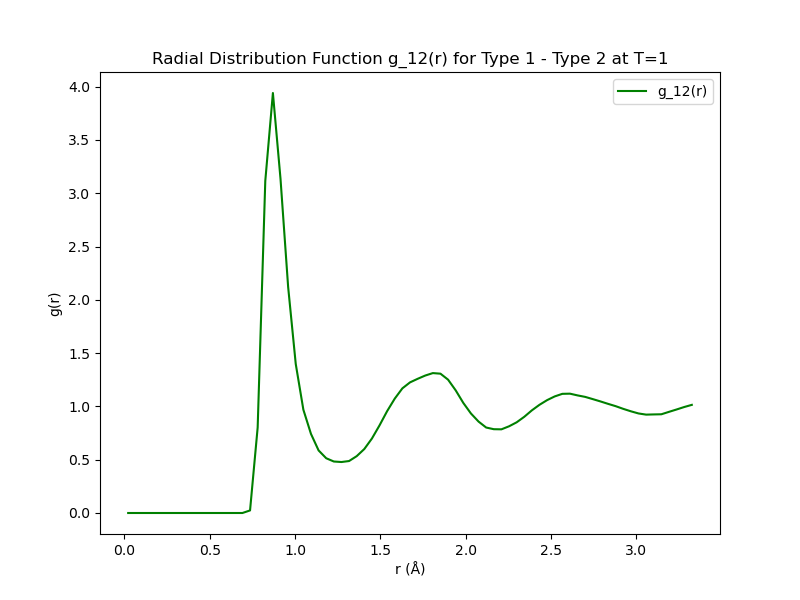 Radial Distribution Function g_12(r) for Type 1 - Type 2 at T=1
g_12(r)
4.0
3.5
3.0
2.5
2.0
1.5
1.0
0.5
0.0
g(r)
0.0 0.5 1.0 1.5 2.0 2.5 3.0
r (Å)